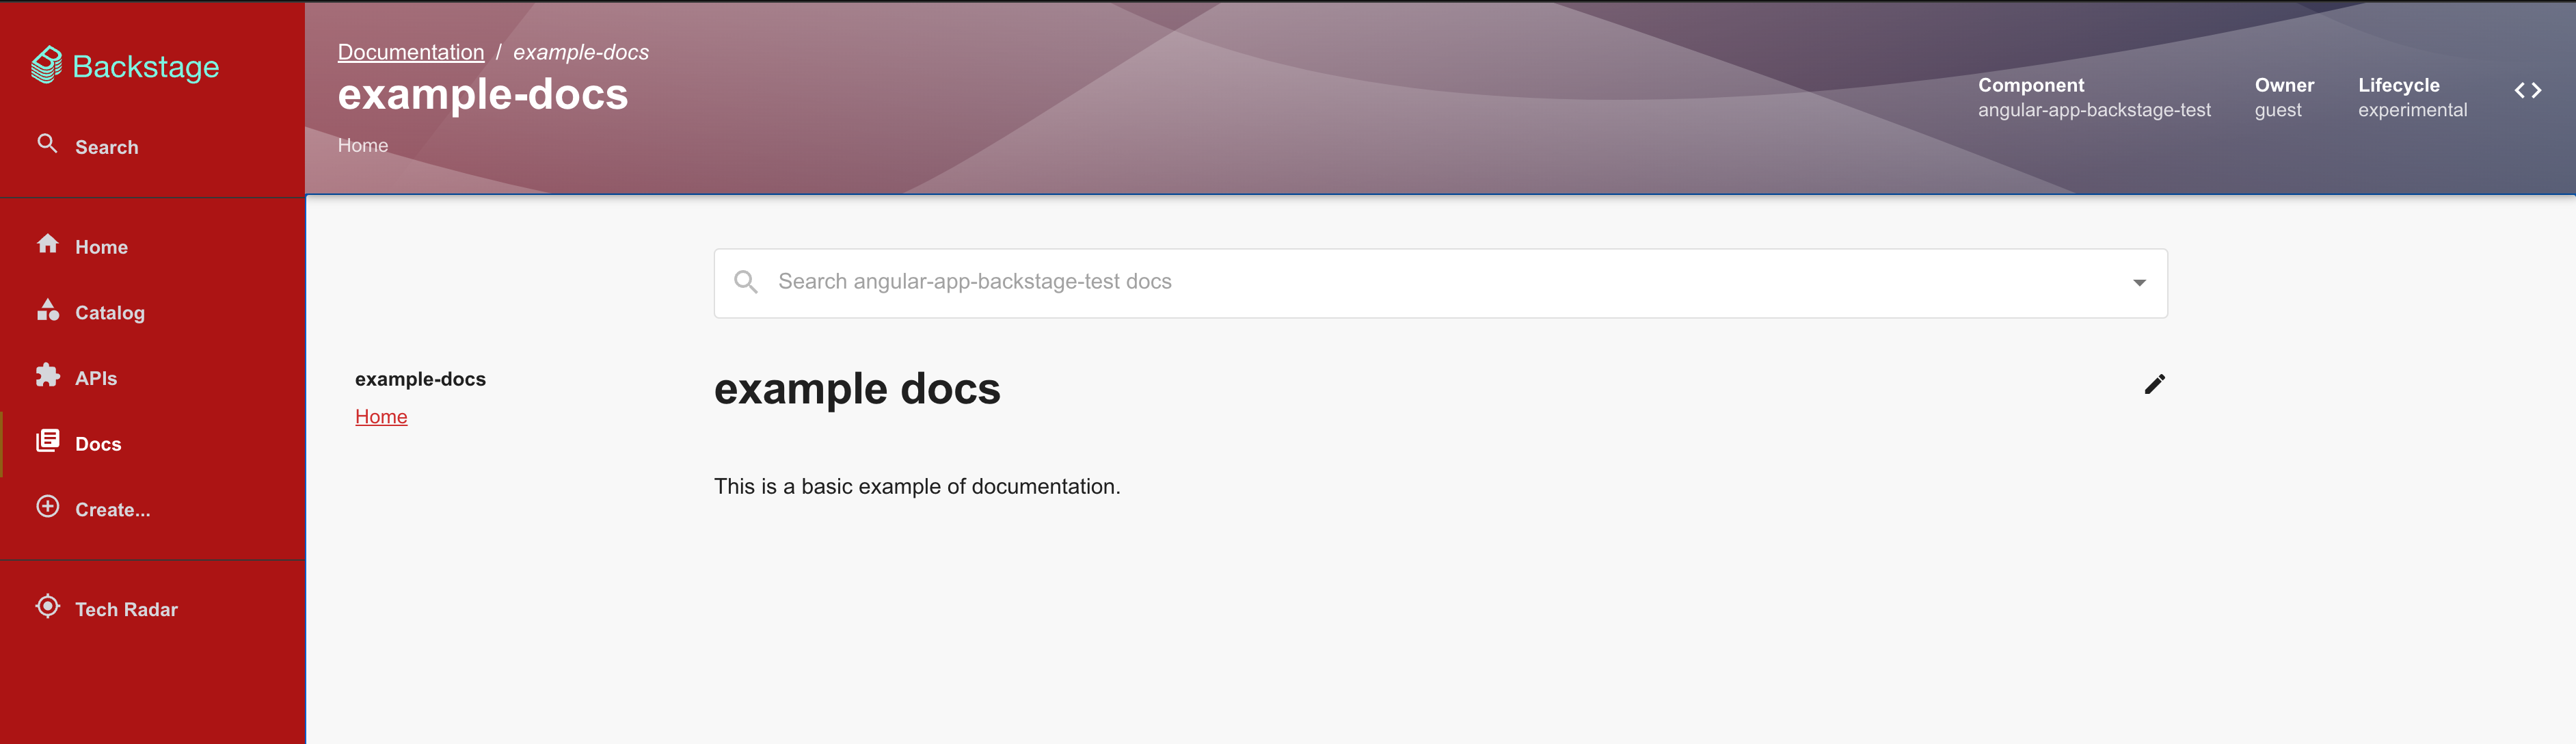 Backstage
Search
Home
Catalog
APIs
Docs
Create...
Tech Radar
Documentation / example-docs
example-docs
Home
Component
angular-app-backstage-test
Owner
guest
Lifecycle
experimental
Search angular-app-backstage-test docs
example-docs
Home
example docs
This is a basic example of documentation.